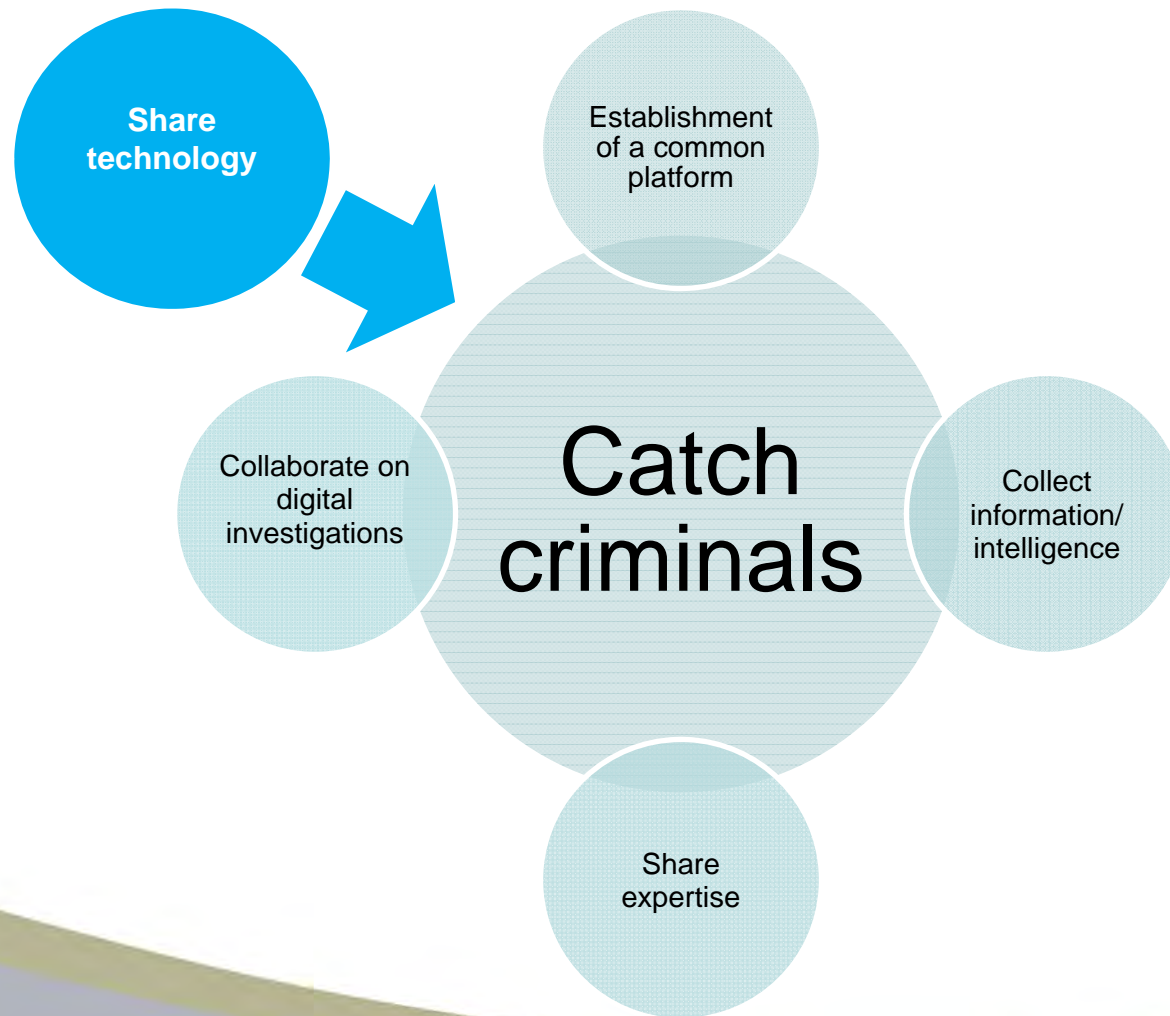 Share
technology
Establishment
of a common
platform
Collaborate on
digital
investigations
Catch
criminals
Collect
information/
intelligence
Share
expertise